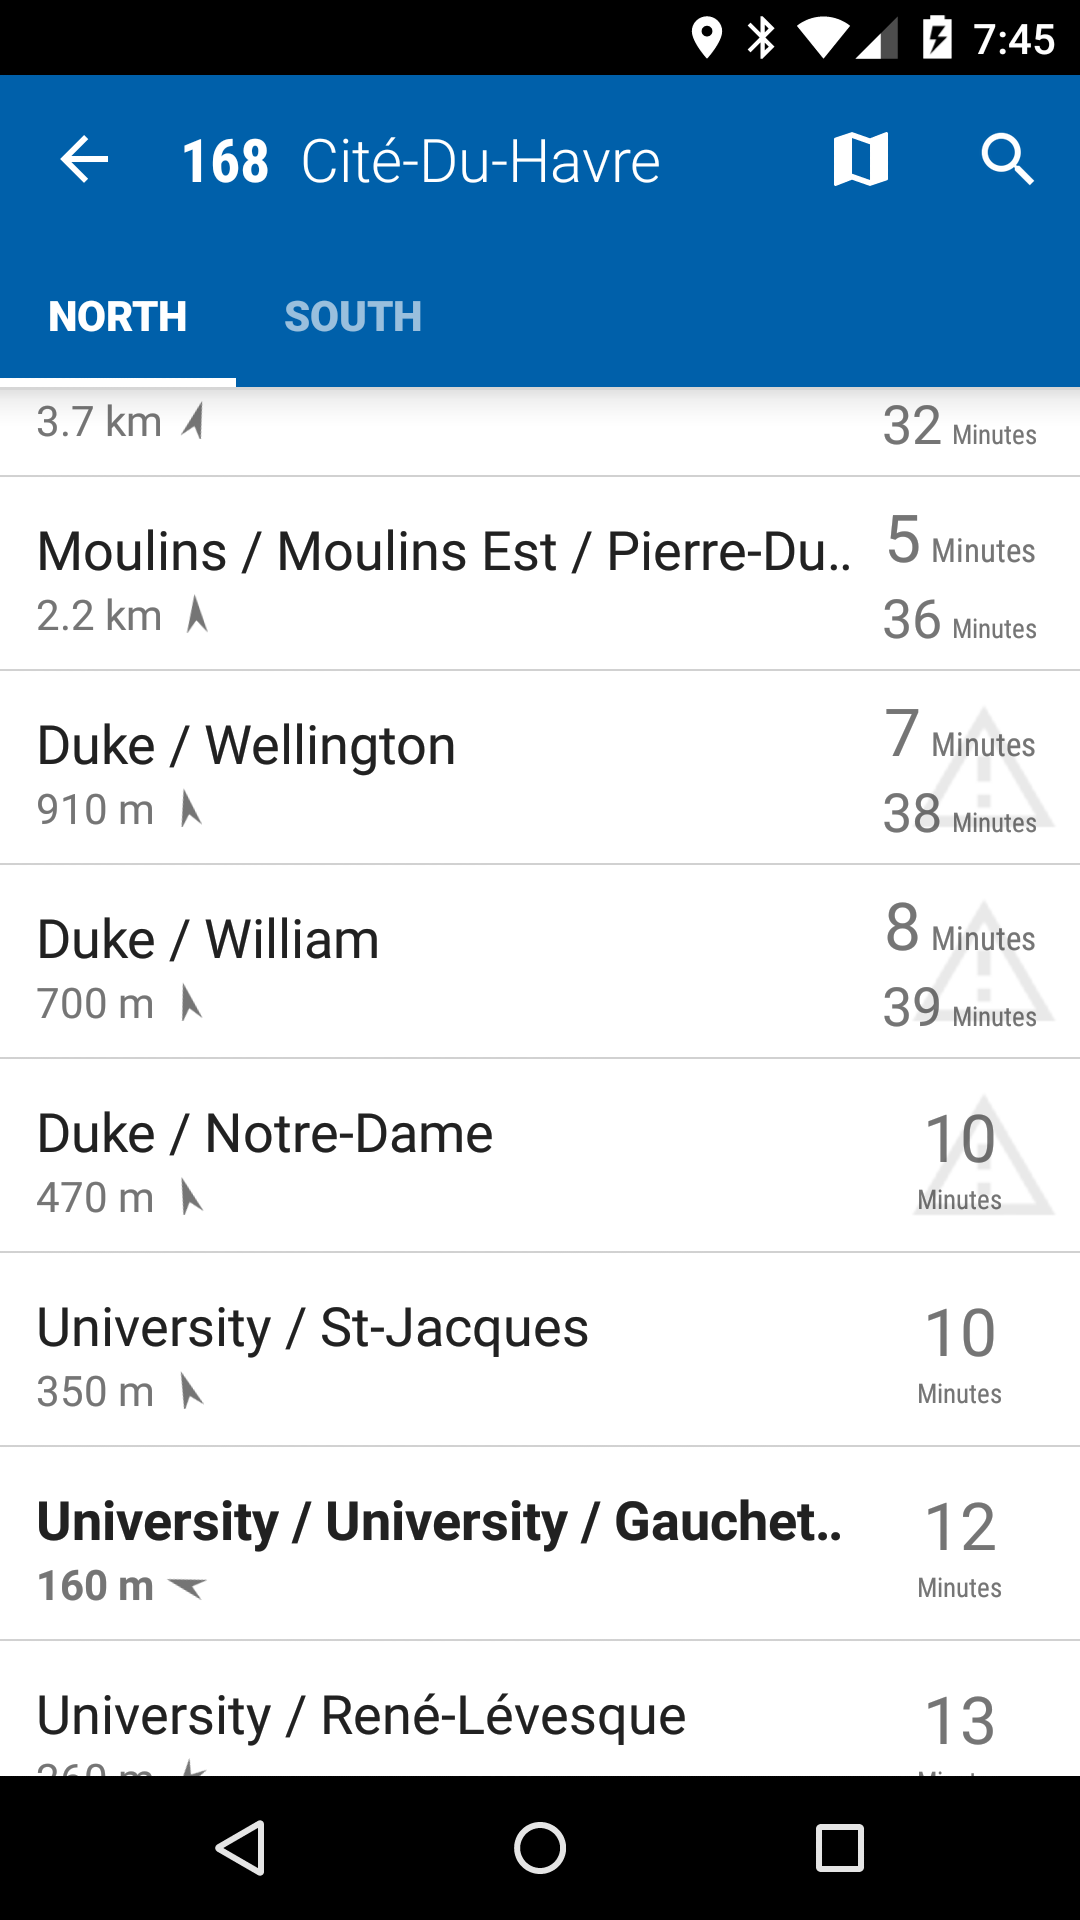 7:45
168 Cité-Du-Havre
NORTH SOUTH
3.7 km 32 Minutes
Moulins / Moulins Est / Pierre-Du.. 5 Minutes
2.2 km 36 Minutes
Duke / Wellington 7 Minutes
910 m 38 Minutes
Duke / William 8 Minutes
700 m 39 Minutes
Duke / Notre-Dame 10
470 m Minutes
University / St-Jacques 10
350 m Minutes
University / University / Gauchet.. 12
160 m Minutes
University / René-Lévesque 13